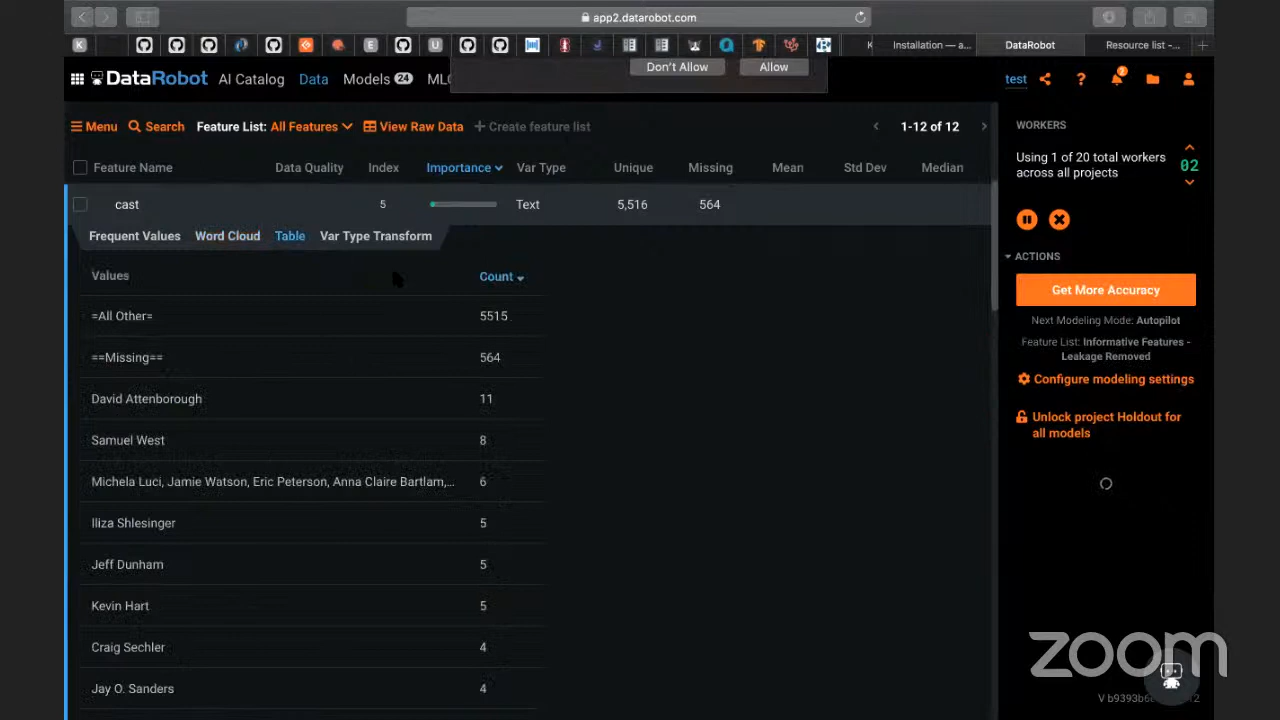 app2.datarobot.com
K
E
U
K
Installation — a...
DataRobot
Resource list -...
Don't Allow
Allow
DataRobot
AI Catalog
Data
Models 24
test
2
Menu
Search
Feature List: All Features
View Raw Data
Create feature list
1-12 of 12
WORKERS
Using 1 of 20 total workers
across all projects
02
Feature Name Data Quality Index Importance Var Type Unique Missing Mean Std Dev Median
cast 5 Text 5,516 564
Frequent Values Word Cloud Table Var Type Transform
Values Count
=All Other= 5515
==Missing== 564
David Attenborough 11
Samuel West 8
Michela Luci, Jamie Watson, Eric Peterson, Anna Claire Bartlam,... 6
Iliza Shlesinger 5
Jeff Dunham 5
Kevin Hart 5
Craig Sechler 4
Jay O. Sanders 4
ACTIONS
Get More Accuracy
Next Modeling Mode: Autopilot
Feature List: Informative Features -
Leakage Removed
Configure modeling settings
Unlock project Holdout for
all models
zoom